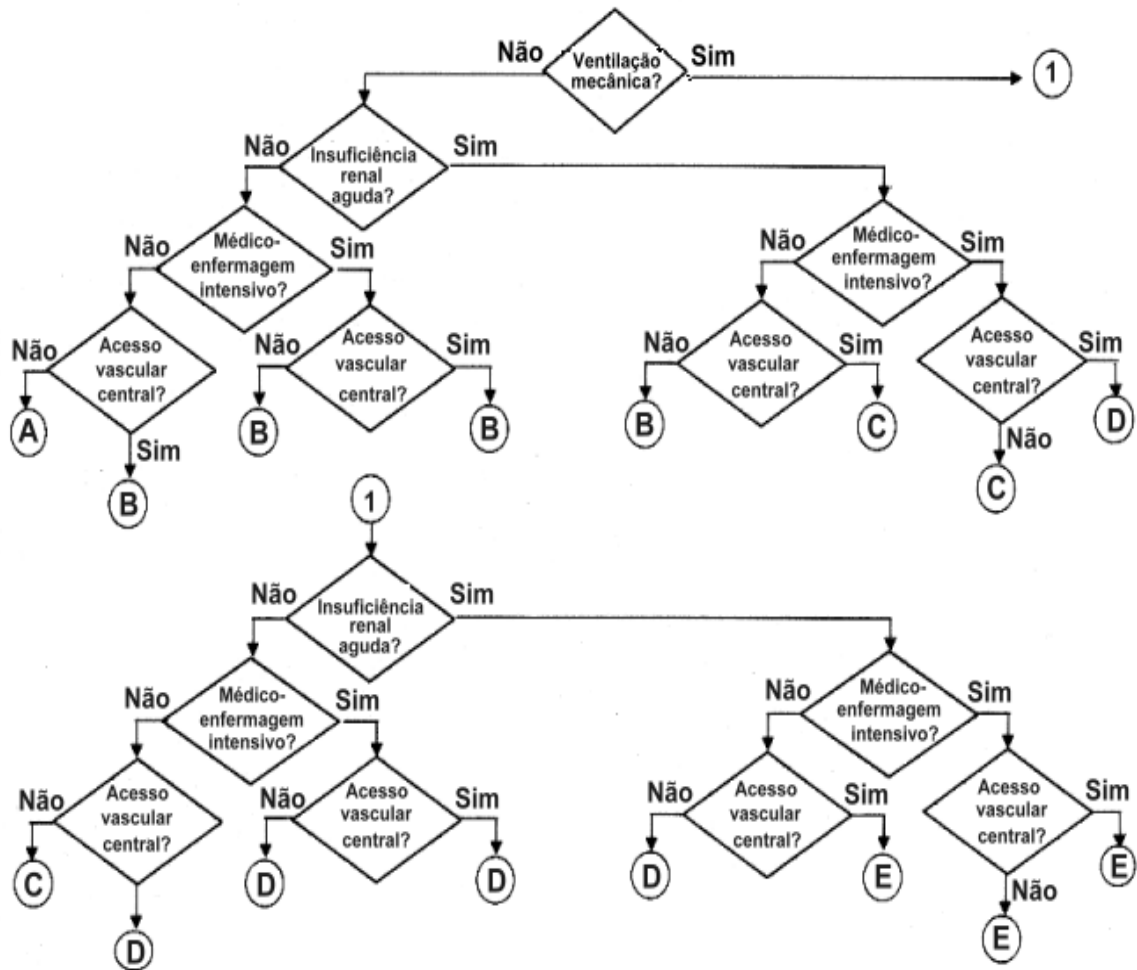 Não
Ventilação
mecânica?
Sim
1
Não
Insuficiência
renal
aguda?
Sim
Não
Médico-
enfermagem
intensivo?
Sim
Não
Médico-
enfermagem
intensivo?
Sim
Não
Acesso
vascular
central?
Sim
A
B
Não
Acesso
vascular
central?
Sim
B
B
Não
Acesso
vascular
central?
Sim
B
C
Acesso
vascular
central?
Sim
D
Não
C
1
Não
Insuficiência
renal
aguda?
Sim
Não
Médico-
enfermagem
intensivo?
Sim
Não
Médico-
enfermagem
intensivo?
Sim
Não
Acesso
vascular
central?
C
D
Não
Acesso
vascular
central?
Sim
D
D
Não
Acesso
vascular
central?
Sim
D
E
Acesso
vascular
central?
Sim
E
Não
E